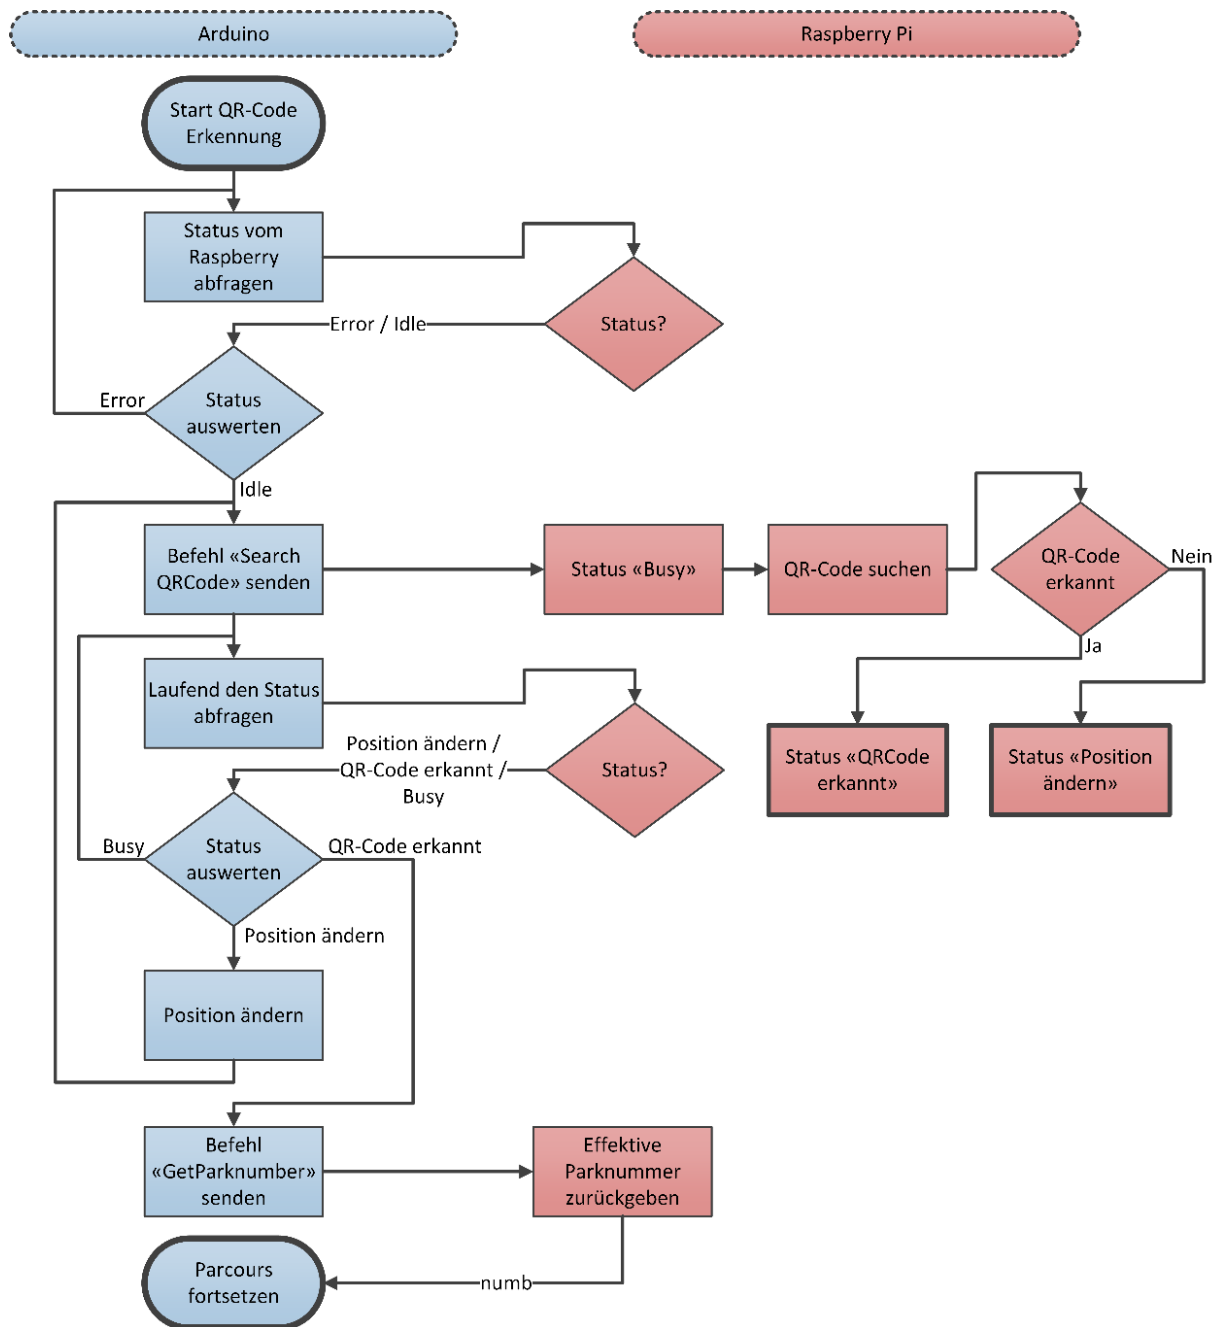 Arduino
Raspberry Pi
Start QR-Code
Erkennung
Status vom
Raspberry
abfragen
Status?
Error / Idle
Error
Status
auswerten
Idle
Befehl «Search
QRCode» senden
Status «Busy»
QR-Code suchen
QR-Code
erkannt
Nein
Ja
Laufend den Status
abfragen
Status «QRCode
erkannt»
Status «Position
ändern»
Position ändern /
QR-Code erkannt /
Busy
Status?
Busy
Status
auswerten
QR-Code erkannt
Position ändern
Position ändern
Befehl
«GetParknumber»
senden
Effektive
Parknummer
zurückgeben
Parcours
fortsetzen
numb